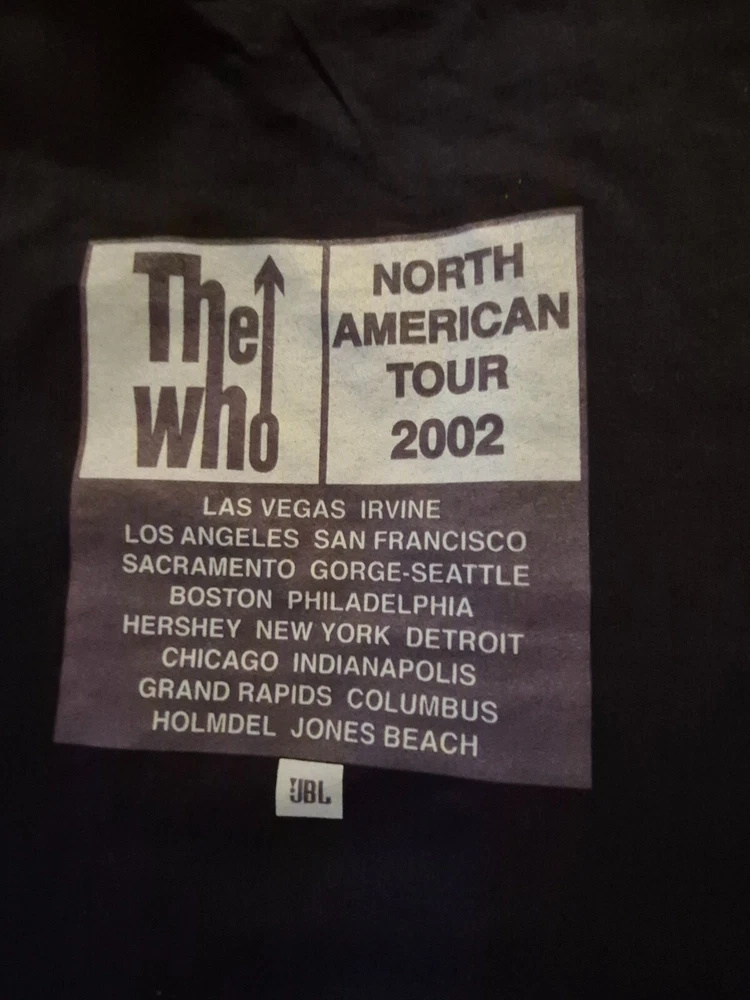 The
Who
NORTH
AMERICAN
TOUR
2002
LAS VEGAS IRVINE
LOS ANGELES SAN FRANCISCO
SACRAMENTO GORGE-SEATTLE
BOSTON PHILADELPHIA
HERSHEY NEW YORK DETROIT
CHICAGO INDIANAPOLIS
GRAND RAPIDS COLUMBUS
HOLMDEL JONES BEACH
JBL